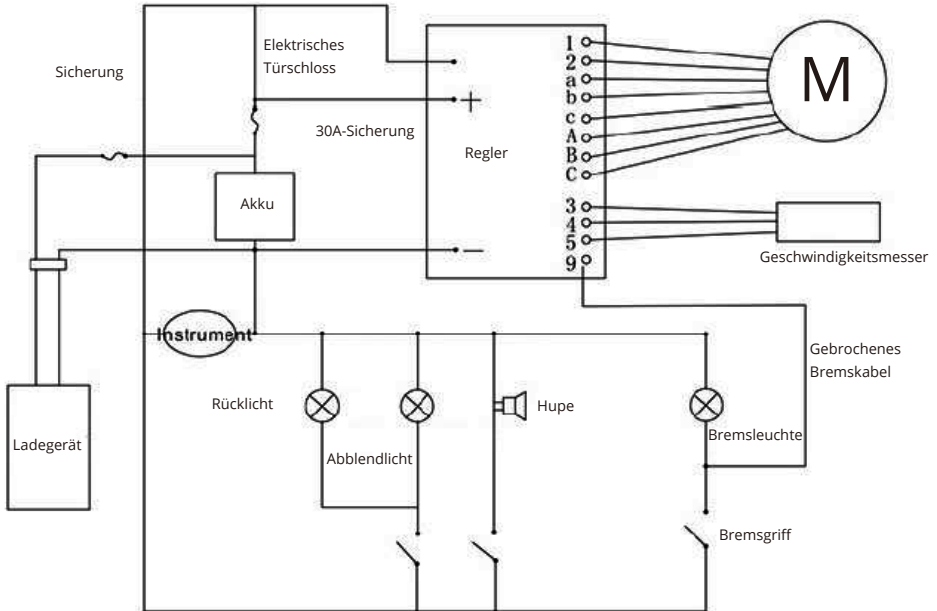 Elektrisches
Türschloss
Sicherung
30A-Sicherung
+
Regler
Akku
−
1
2
a
b
c
A
B
C
3
4
5
9
M
Geschwindigkeitsmesser
Instrument
Gebrochenes
Bremskabel
Rücklicht
Hupe
Bremsleuchte
Abblendlicht
Ladegerät
Bremsgriff